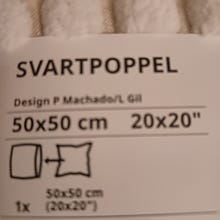 SVARTPOPPEL
Design P Machado/L Gil
50x50 cm 20x20"
50x50 cm
1x (20x20")